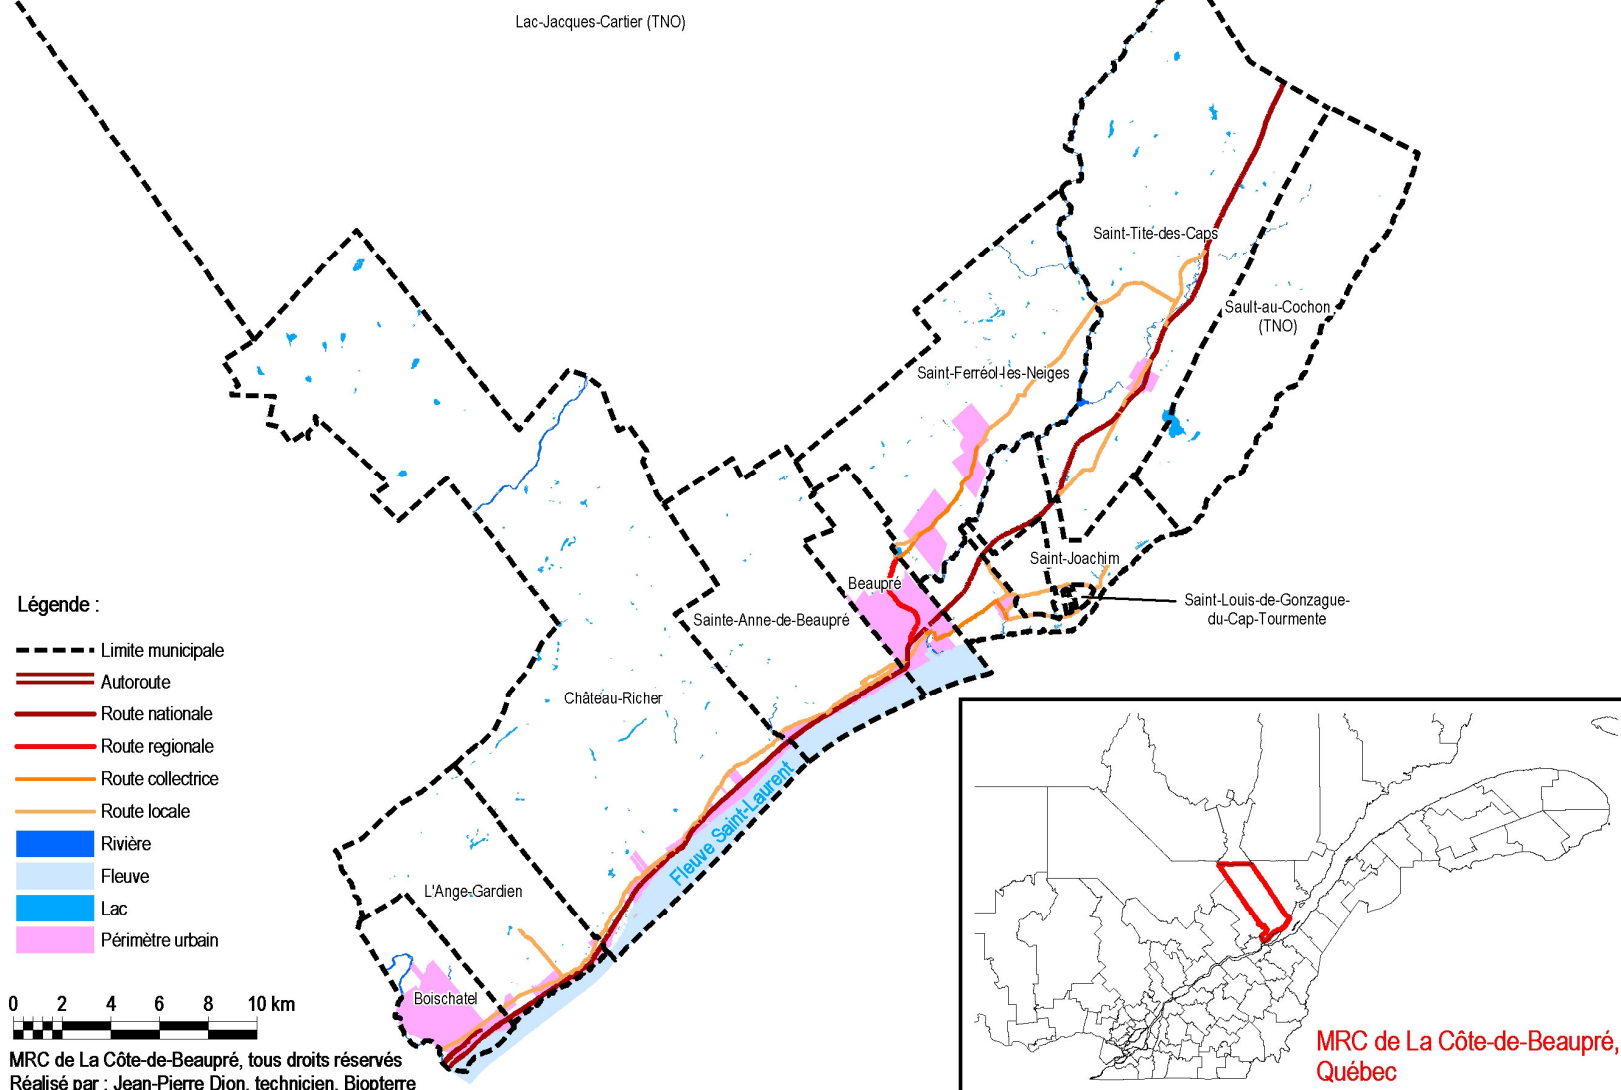 Lac-Jacques-Cartier (TNO)
Saint-Tite-des-Caps
Sault-au-Cochon
(TNO)
Saint-Ferréol-les-Neiges
Saint-Joachim
Beaupré
Saint-Louis-de-Gonzague-
du-Cap-Tourmente
Sainte-Anne-de-Beaupré
Château-Richer
Fleuve Saint-Laurent
L'Ange-Gardien
Boischatel
Légende :
Limite municipale
Autoroute
Route nationale
Route regionale
Route collectrice
Route locale
Rivière
Fleuve
Lac
Périmètre urbain
0 2 4 6 8 10 km
MRC de La Côte-de-Beaupré, tous droits réservés
Réalisé par : Jean-Pierre Dion, technicien, Biopterre
MRC de La Côte-de-Beaupré,
Québec